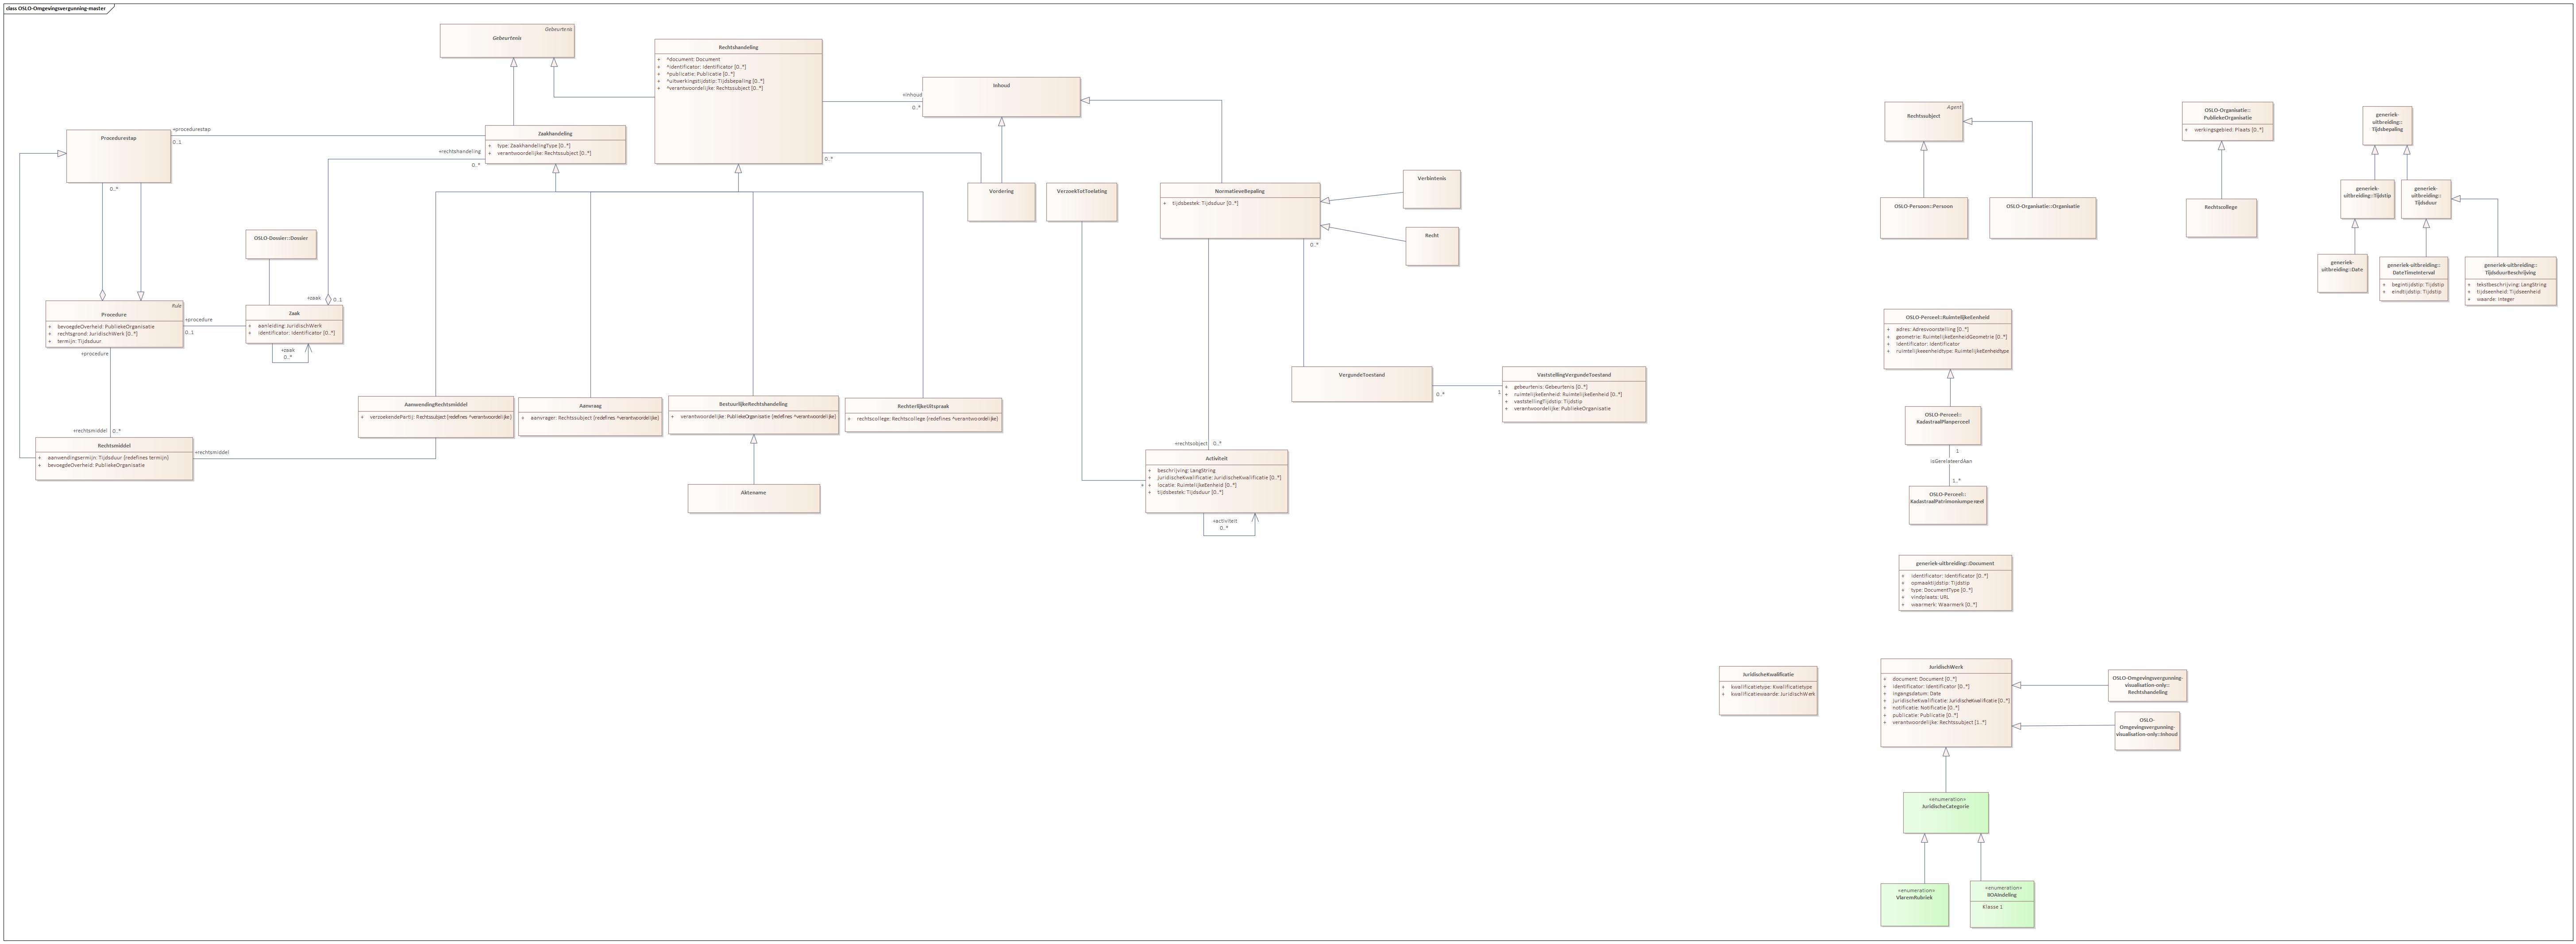 class OSLO-Omgevingsvergunning-master
Gebeurtenis
Gebeurtenis
Rechtshandeling
+ ^document: Document
+ ^identificator: Identificator [0..*]
+ ^publicatie: Publicatie [0..*]
+ ^uitwerkingstijdstip: Tijdsbepaling [0..*]
+ ^verantwoordelijke: Rechtssubject [0..*]
Inhoud
+inhoud
0..*
0..*
Procedurestap
+procedurestap
0..1
Zaakhandeling
+ type: ZaakhandelingType [0..*]
+ verantwoordelijke: Rechtssubject [0..*]
+rechtshandeling
0..*
0..*
Vordering
VerzoekTotToelating
NormatieveBepaling
+ tijdsbestek: Tijdsduur [0..*]
0..*
Verbintenis
Recht
OSLO-Dossier::Dossier
Rule
Procedure
+ bevoegdeOverheid: PubliekeOrganisatie
+ rechtsgrond: JuridischWerk [0..*]
+ termijn: Tijdsduur
+procedure
0..1
+procedure
+zaak
0..1
Zaak
+ aanleiding: JuridischWerk
+ identificator: Identificator [0..*]
+zaak
0..*
+rechtsmiddel 0..*
Rechtsmiddel
+ aanwendingstermijn: Tijdsduur {redefines termijn}
+ bevoegdeOverheid: PubliekeOrganisatie
+rechtsmiddel
AanwendingRechtsmiddel
+ verzoekendePartij: Rechtssubject {redefines ^verantwoordelijke}
Aanvraag
+ aanvrager: Rechtssubject {redefines ^verantwoordelijke}
BestuurlijkeRechtshandeling
+ verantwoordelijke: PubliekeOrganisatie {redefines ^verantwoordelijke}
RechterlijkeUitspraak
+ rechtscollege: Rechtscollege {redefines ^verantwoordelijke}
Aktename
VergundeToestand
0..*
1
VaststellingVergundeToestand
+ gebeurtenis: Gebeurtenis [0..*]
+ ruimtelijkeEenheid: RuimtelijkeEenheid [0..*]
+ vaststellingTijdstip: Tijdstip
+ verantwoordelijke: PubliekeOrganisatie
+rechtsobject 0..*
Activiteit
+ beschrijving: LangString
+ juridischeKwalificatie: JuridischeKwalificatie [0..*]
+ locatie: RuimtelijkeEenheid [0..*]
+ tijdsbestek: Tijdsduur [0..*]
+
+activiteit
0..*
Agent
Rechtssubject
OSLO-Persoon::Persoon
OSLO-Organisatie::Organisatie
OSLO-Organisatie::
PubliekeOrganisatie
+ werkingsgebied: Plaats [0..*]
Rechtscollege
generiek-
uitbreiding::
Tijdsbepaling
generiek-
uitbreiding::Tijdstip
generiek-
uitbreiding::
Tijdsduur
generiek-
uitbreiding::Date
generiek-uitbreiding::
DateTimeInterval
+ begintijdstip: Tijdstip
+ eindtijdstip: Tijdstip
generiek-uitbreiding::
TijdsduurBeschrijving
+ tekstbeschrijving: LangString
+ tijdseenheid: Tijdseenheid
+ waarde: Integer
OSLO-Perceel::RuimtelijkeEenheid
+ adres: Adresvoorstelling [0..*]
+ geometrie: RuimtelijkeEenheidGeometrie [0..*]
+ identificator: Identificator
+ ruimtelijkeeenheidtype: RuimtelijkeEenheidtype
OSLO-Perceel::
KadastraalPlanperceel
1
isGerelateerdAan
1..*
OSLO-Perceel::
KadastraalPatrimoniumperceel
generiek-uitbreiding::Document
+ identificator: Identificator [0..*]
+ opmaaktijdstip: Tijdstip
+ type: DocumentType [0..*]
+ vindplaats: URL
+ waarmerk: Waarmerk [0..*]
JuridischeKwalificatie
+ kwalificatietype: Kwalificatietype
+ kwalificatiewaarde: JuridischWerk
JuridischWerk
+ document: Document [0..*]
+ identificator: Identificator [0..*]
+ ingangsdatum: Date
+ juridischeKwalificatie: JuridischeKwalificatie [0..*]
+ notificatie: Notificatie [0..*]
+ publicatie: Publicatie [0..*]
+ verantwoordelijke: Rechtssubject [1..*]
OSLO-Omgevingsvergunning-
visualisation-only::
Rechtshandeling
OSLO-
Omgevingsvergunning-
visualisation-only::Inhoud
«enumeration»
JuridischeCategorie
«enumeration»
VlaremRubriek
«enumeration»
IIOAIndeling
Klasse 1